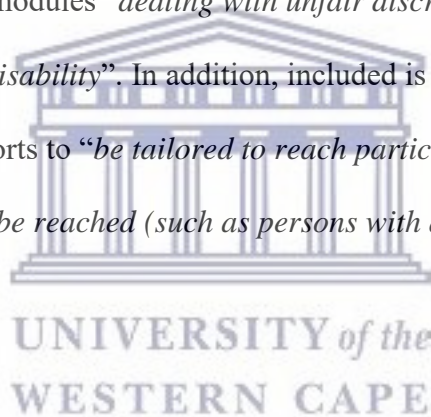 modules "dealing with unfair discr
isability". In addition, included is
orts to "be tailored to reach partic
be reached (such as persons with
UNIVERSITY of the
WESTERN CAPE